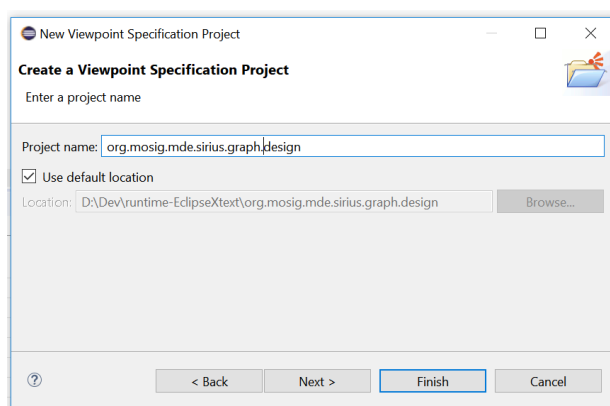 New Viewpoint Specification Project
Create a Viewpoint Specification Project
Enter a project name
Project name: org.mosig.mde.sirius.graph.design
Use default location
Location: D:\Dev\runtime-EclipseXtext\org.mosig.mde.sirius.graph.design Browse...
? < Back Next > Finish Cancel